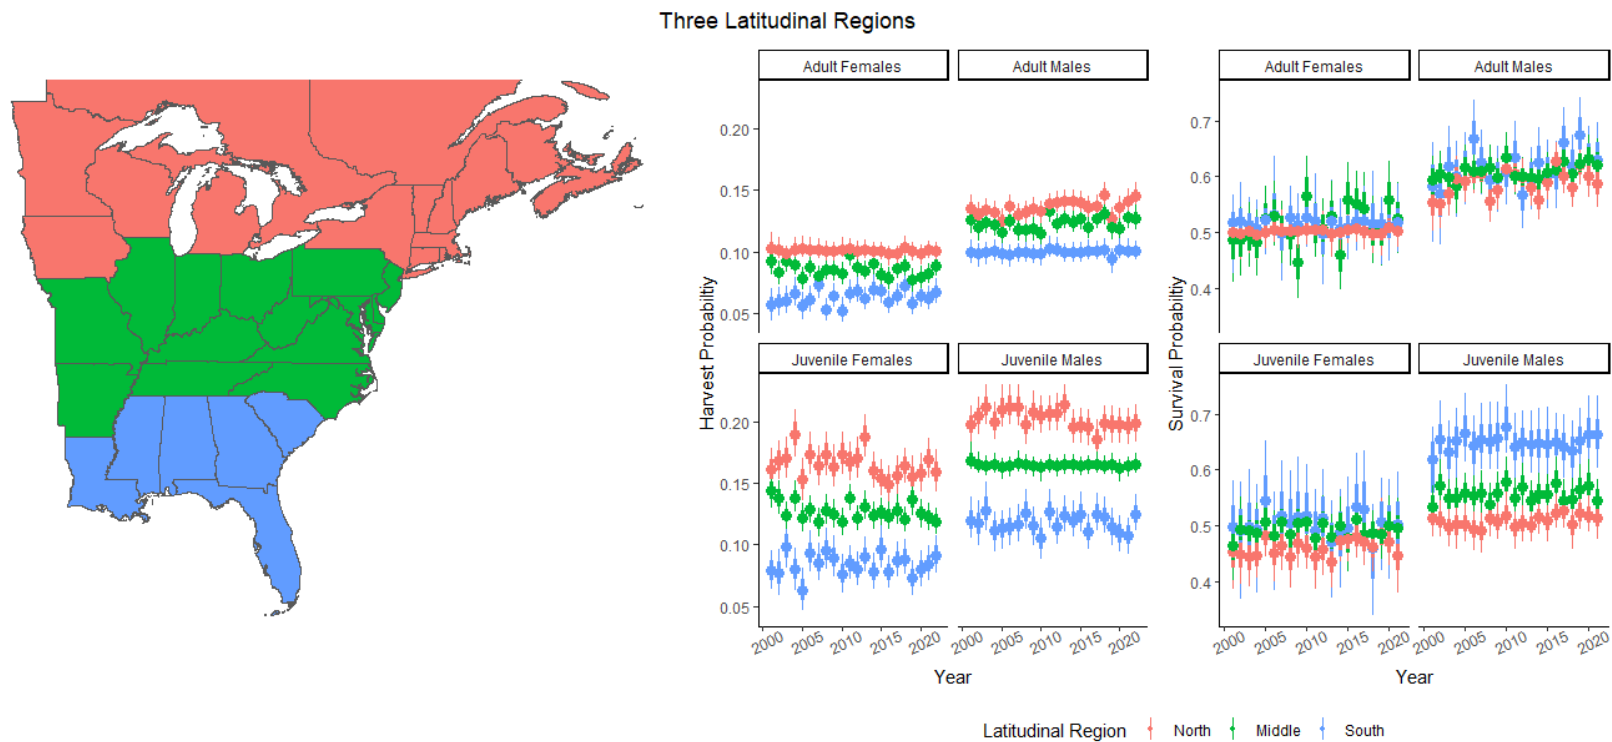 Three Latitudinal Regions
Adult Females
Adult Males
Juvenile Females
Juvenile Males
Harvest Probabiltiy
0.20
0.15
0.10
0.05
0.20
0.15
0.10
0.05
2000 2005 2010 2015 2020
2000 2005 2010 2015 2020
Year
Adult Females
Adult Males
Juvenile Females
Juvenile Males
Survival Probabiltiy
0.7
0.6
0.5
0.4
0.7
0.6
0.5
0.4
2000 2005 2010 2015 2020
2000 2005 2010 2015 2020
Year
Latitudinal Region North Middle South